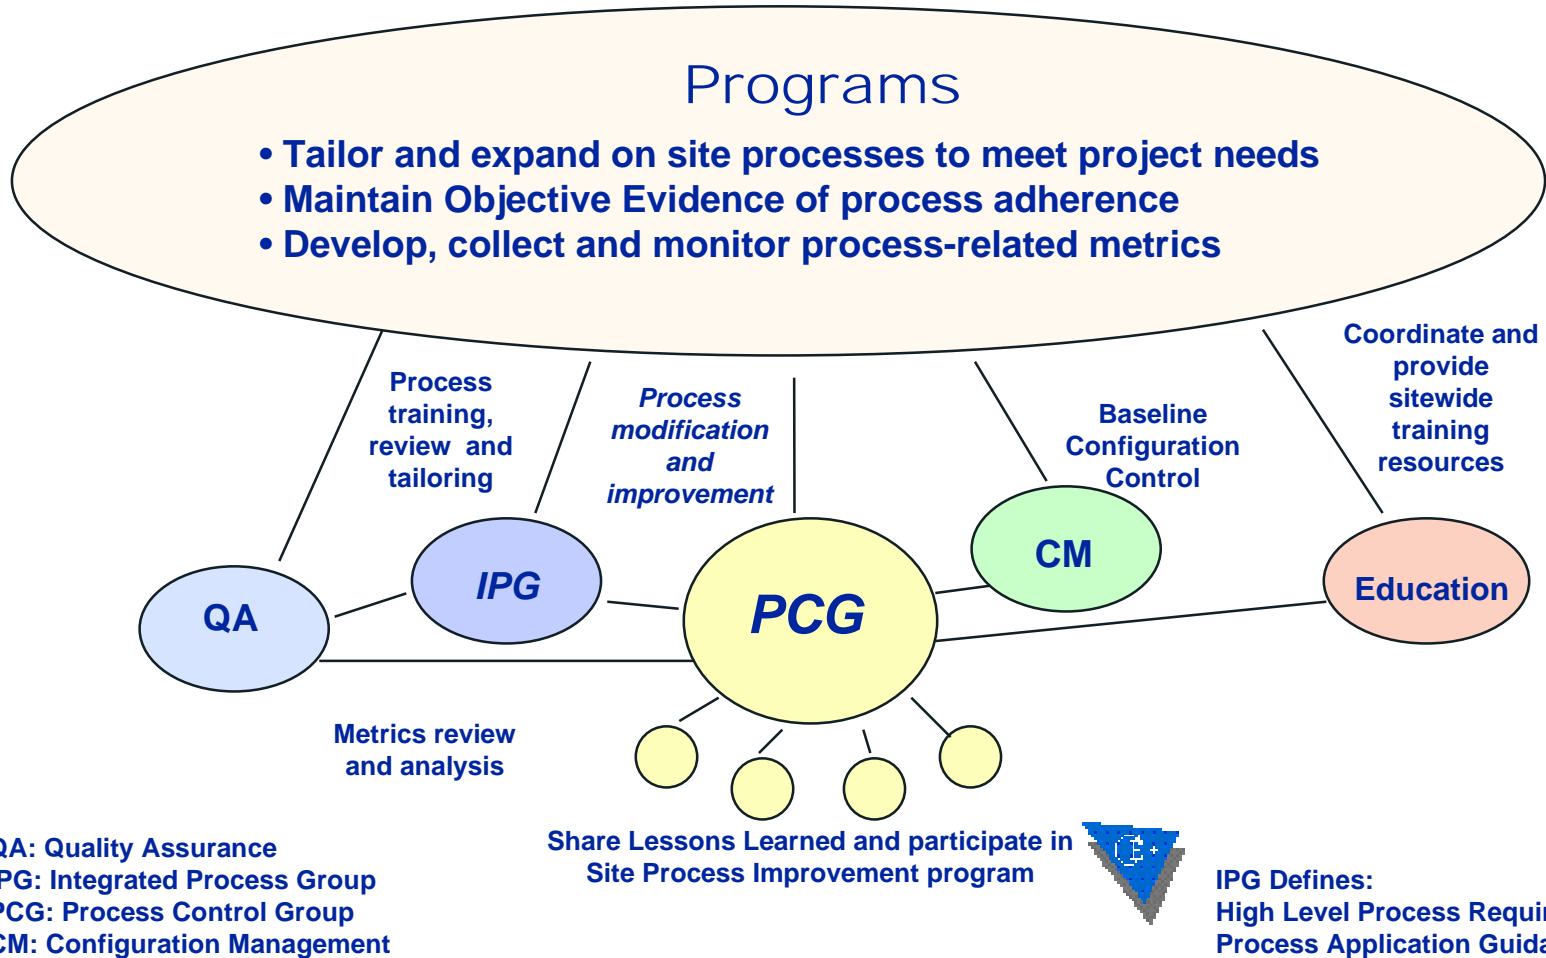 Programs
• Tailor and expand on site processes to meet project needs
• Maintain Objective Evidence of process adherence
• Develop, collect and monitor process-related metrics
Process
training,
review and
tailoring
Process
modification
and
improvement
Baseline
Configuration
Control
Coordinate and
provide
sitewide
training
resources
QA
IPG
PCG
CM
Education
Metrics review
and analysis
Share Lessons Learned and participate in
Site Process Improvement program
QA: Quality Assurance
IPG: Integrated Process Group
PCG: Process Control Group
CM: Configuration Management
IPG Defines:
High Level Process
Process Application